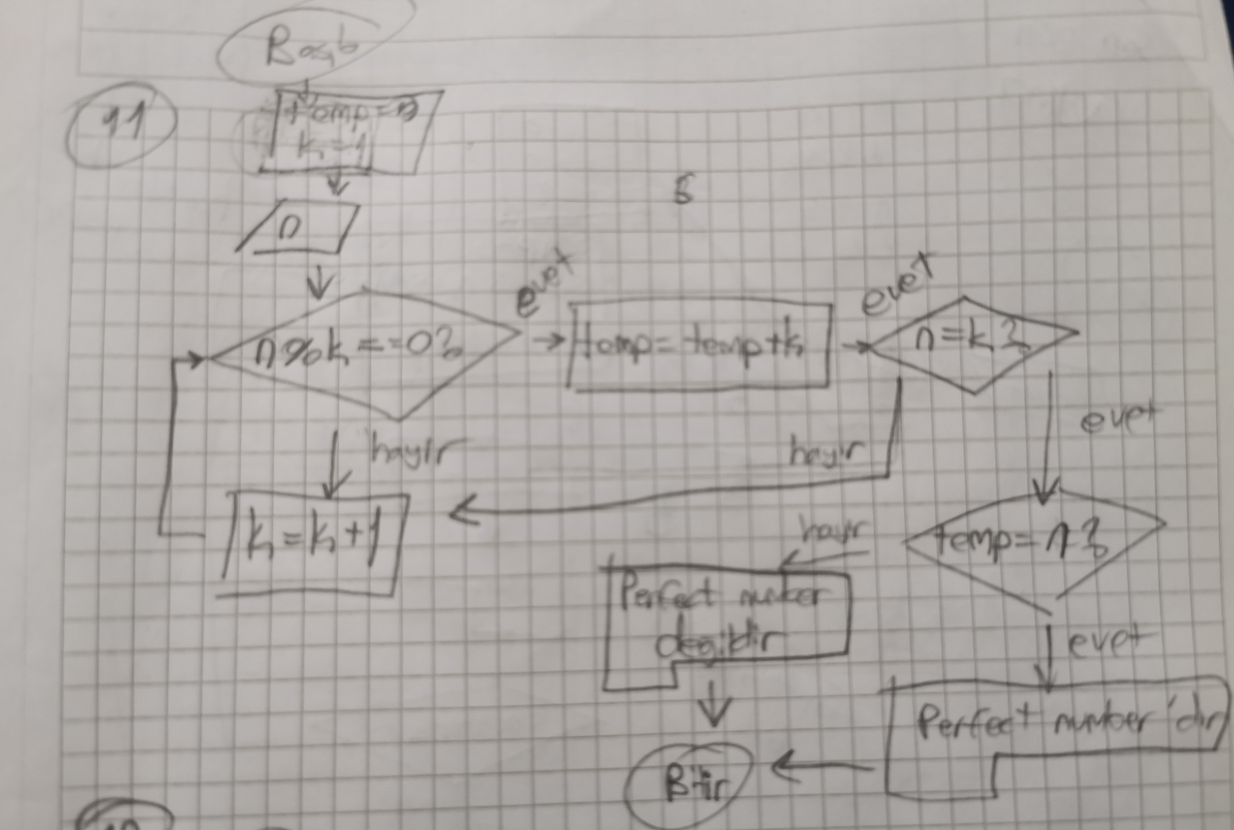 Başla
11
temp=0
k=1
n
5
n%k==0?
evet
temp=temp+k
evet
n=k?
hayır
hayır
evet
k=k+1
hayır
temp=n?
Perfect number
değildir
evet
Perfect number'dir
Bitir